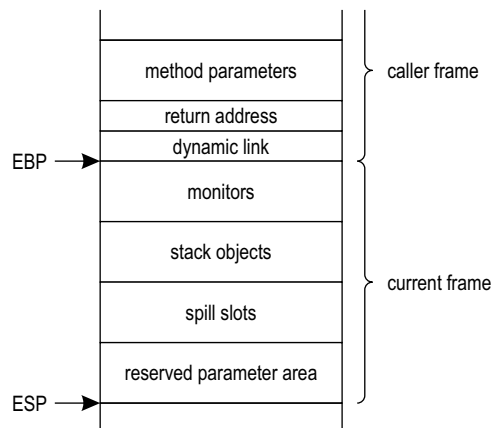 method parameters
caller frame
return address
dynamic link
EBP
monitors
stack objects
current frame
spill slots
reserved parameter area
ESP